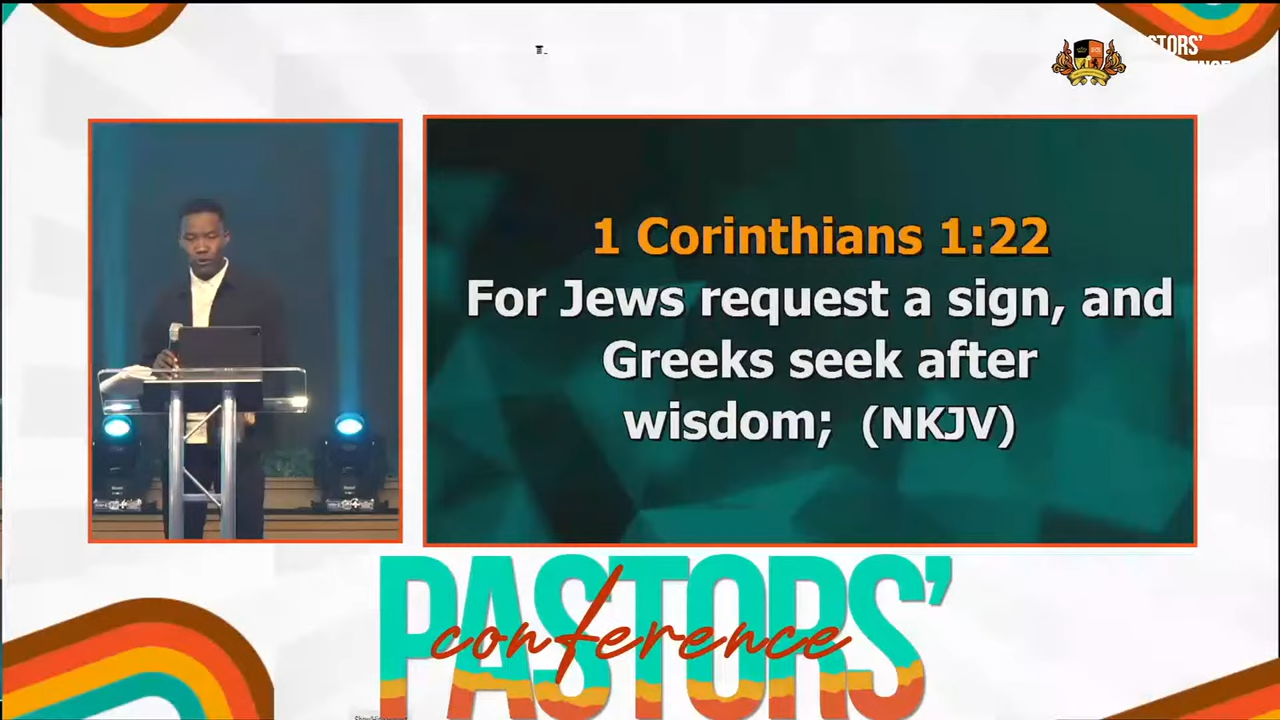 1 Corinthians 1:22
For Jews request a sign, and
Greeks seek after
wisdom; (NKJV)
PASTORS'
conference